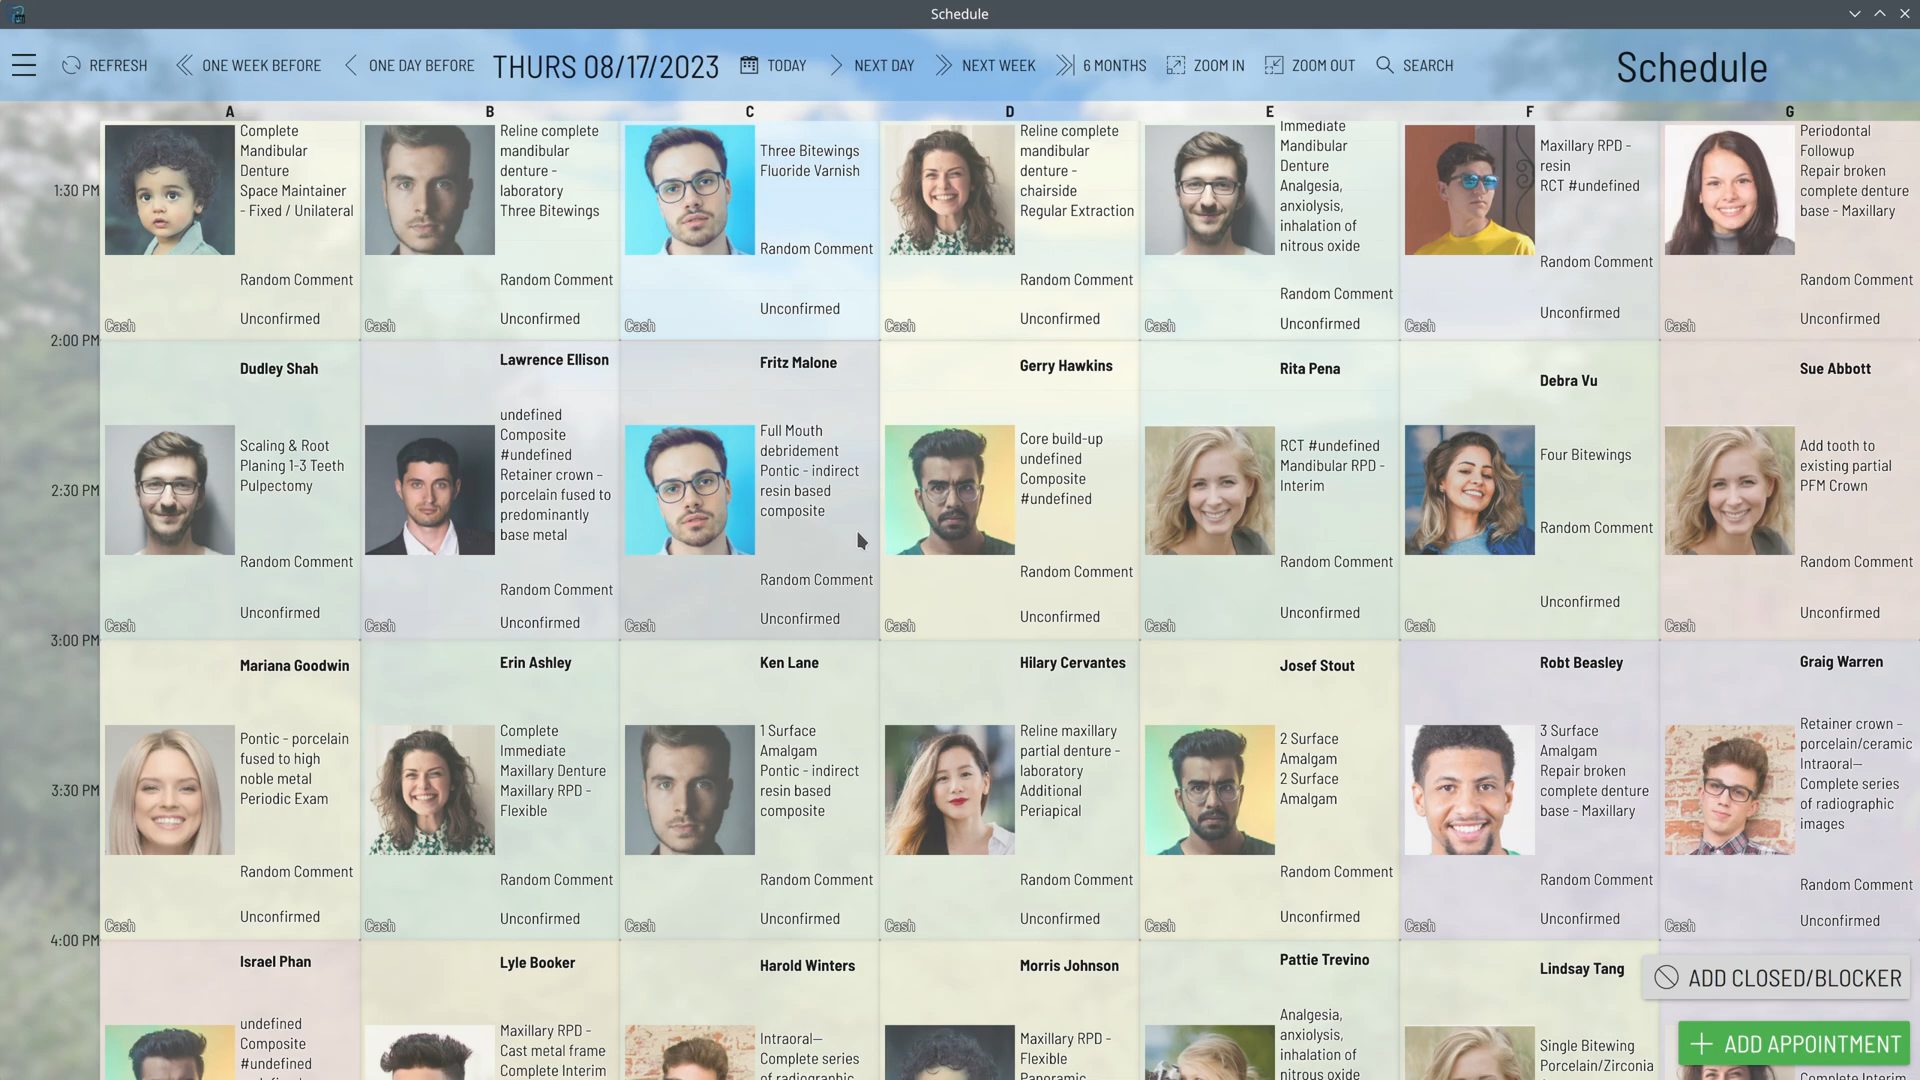 Schedule
REFRESH
ONE WEEK BEFORE
ONE DAY BEFORE
THURS 08/17/2023
TODAY
NEXT DAY
NEXT WEEK
6 MONTHS
ZOOM IN
ZOOM OUT
SEARCH
Schedule
A
B
C
D
E
F
G
1:30 PM
2:00 PM
2:30 PM
3:00 PM
3:30 PM
4:00 PM
Complete
Mandibular
Denture
Space Maintainer
- Fixed / Unilateral
Random Comment
Unconfirmed
Cash
Reline complete
mandibular
denture -
laboratory
Three Bitewings
Random Comment
Unconfirmed
Cash
Three Bitewings
Fluoride Varnish
Random Comment
Unconfirmed
Cash
Reline complete
mandibular
denture -
chairside
Regular Extraction
Random Comment
Unconfirmed
Cash
Immediate
Mandibular
Denture
Analgesia,
anxiolysis,
inhalation of
nitrous oxide
Random Comment
Unconfirmed
Cash
Maxillary RPD -
resin
RCT #undefined
Random Comment
Unconfirmed
Cash
Periodontal
Followup
Repair broken
complete denture
base - Maxillary
Random Comment
Unconfirmed
Cash
Dudley Shah
Scaling & Root
Planing 1-3 Teeth
Pulpectomy
Random Comment
Unconfirmed
Cash
Lawrence Ellison
undefined
Composite
#undefined
Retainer crown –
porcelain fused to
predominantly
base metal
Random Comment
Unconfirmed
Cash
Fritz Malone
Full Mouth
debridement
Pontic - indirect
resin based
composite
Random Comment
Unconfirmed
Cash
Gerry Hawkins
Core build-up
undefined
Composite
#undefined
Random Comment
Unconfirmed
Cash
Rita Pena
RCT #undefined
Mandibular RPD -
Interim
Random Comment
Unconfirmed
Cash
Debra Vu
Four Bitewings
Random Comment
Unconfirmed
Cash
Sue Abbott
Add tooth to
existing partial
PFM Crown
Random Comment
Unconfirmed
Cash
Mariana Goodwin
Pontic - porcelain
fused to high
noble metal
Periodic Exam
Random Comment
Unconfirmed
Cash
Erin Ashley
Complete
Immediate
Maxillary Denture
Maxillary RPD -
Flexible
Random Comment
Unconfirmed
Cash
Ken Lane
1 Surface
Amalgam
Pontic - indirect
resin based
composite
Random Comment
Unconfirmed
Cash
Hilary Cervantes
Reline maxillary
partial denture -
laboratory
Additional
Periapical
Random Comment
Unconfirmed
Cash
Josef Stout
2 Surface
Amalgam
2 Surface
Amalgam
Random Comment
Unconfirmed
Cash
Robt Beasley
3 Surface
Amalgam
Repair broken
complete denture
base - Maxillary
Random Comment
Unconfirmed
Cash
Graig Warren
Retainer crown –
porcelain/ceramic
Intraoral—
Complete series
of radiographic
images
Random Comment
Unconfirmed
Cash
Israel Phan
undefined
Composite
#undefined
Lyle Booker
Maxillary RPD -
Cast metal frame
Complete Interim
Harold Winters
Intraoral—
Complete series
of radiographic
Morris Johnson
Maxillary RPD -
Flexible
Panoramic
Pattie Trevino
Analgesia,
anxiolysis,
inhalation of
nitrous oxide
Lindsay Tang
Single Bitewing
Porcelain/Zirconia
Complete Interim
ADD CLOSED/BLOCKER
ADD APPOINTMENT